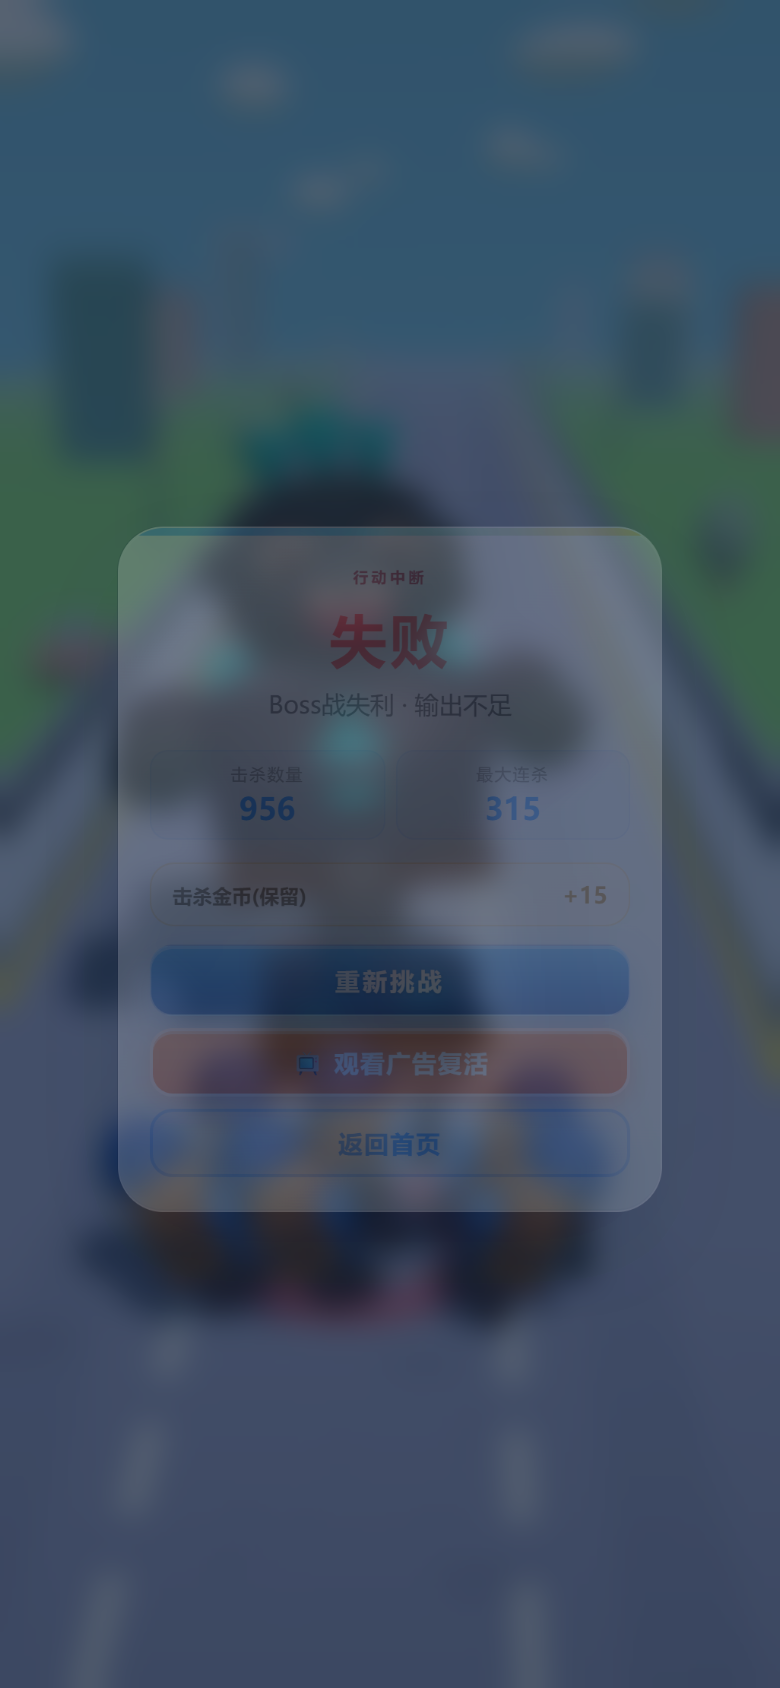 行动中断
失败
Boss战失利 · 输出不足
击杀数量
956
最大连杀
315
击杀金币(保留) +15
重新挑战
观看广告复活
返回首页